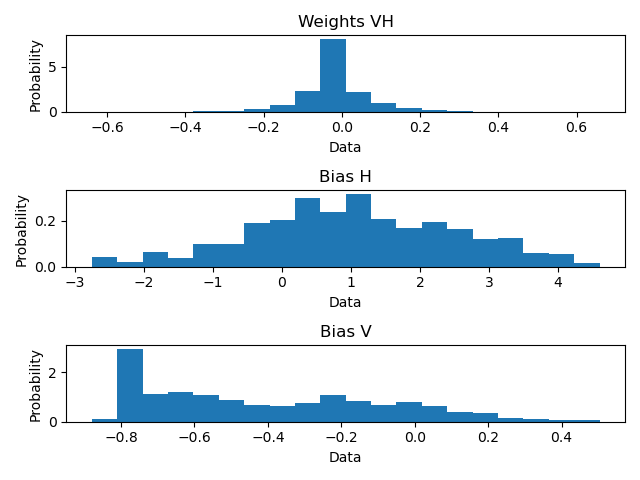 Weights VH
Probability
5
0
−0.6 −0.4 −0.2 0.0 0.2 0.4 0.6
Data
Bias H
Probability
0.2
0.0
−3 −2 −1 0 1 2 3 4
Data
Bias V
Probability
2
0
−0.8 −0.6 −0.4 −0.2 0.0 0.2 0.4
Data